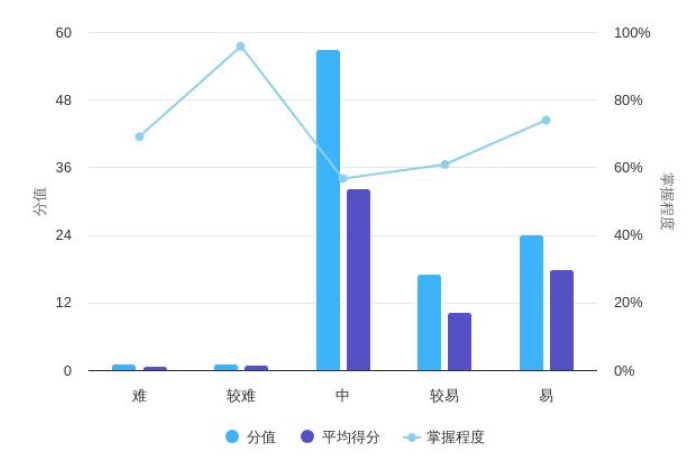 60 100%
48 80%
36 60%
分值 掌握程度
24 40%
12 20%
0 0%
难 较难 中 较易 易
分值 平均得分 掌握程度